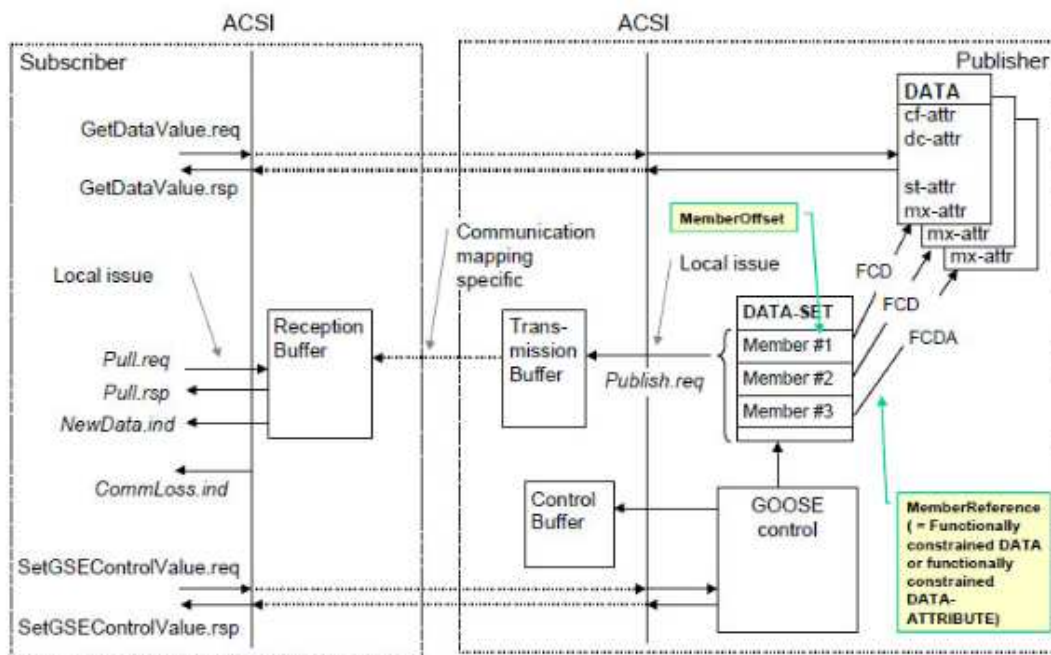 ACSI
ACSI
Subscriber
Publisher
DATA
cf-attr
dc-attr
st-attr
mx-attr
mx-attr
mx-attr
GetDataValue.req
GetDataValue.rsp
MemberOffset
Communication
mapping
specific
Local issue
Local issue
FCD
FCD
FCDA
Reception
Buffer
Trans-
mission
Buffer
DATA-SET
Member #1
Member #2
Member #3
Pull.req
Pull.rsp
NewData.ind
Publish.req
CommLoss.ind
Control
Buffer
GOOSE
control
MemberReference
( = Functionally
constrained DATA
or functionally
constrained
DATA-
ATTRIBUTE)
SetGSEControlValue.req
SetGSEControlValue.rsp